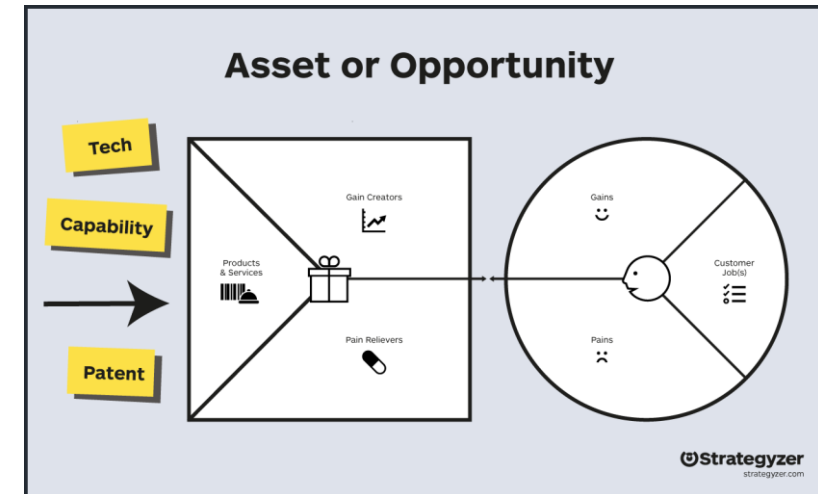 Asset or Opportunity
Tech
Capability
Patent
Products
& Services
Gain Creators
Pain Relievers
Gains
Pains
Customer
Job(s)
Strategyzer
strategyzer.com